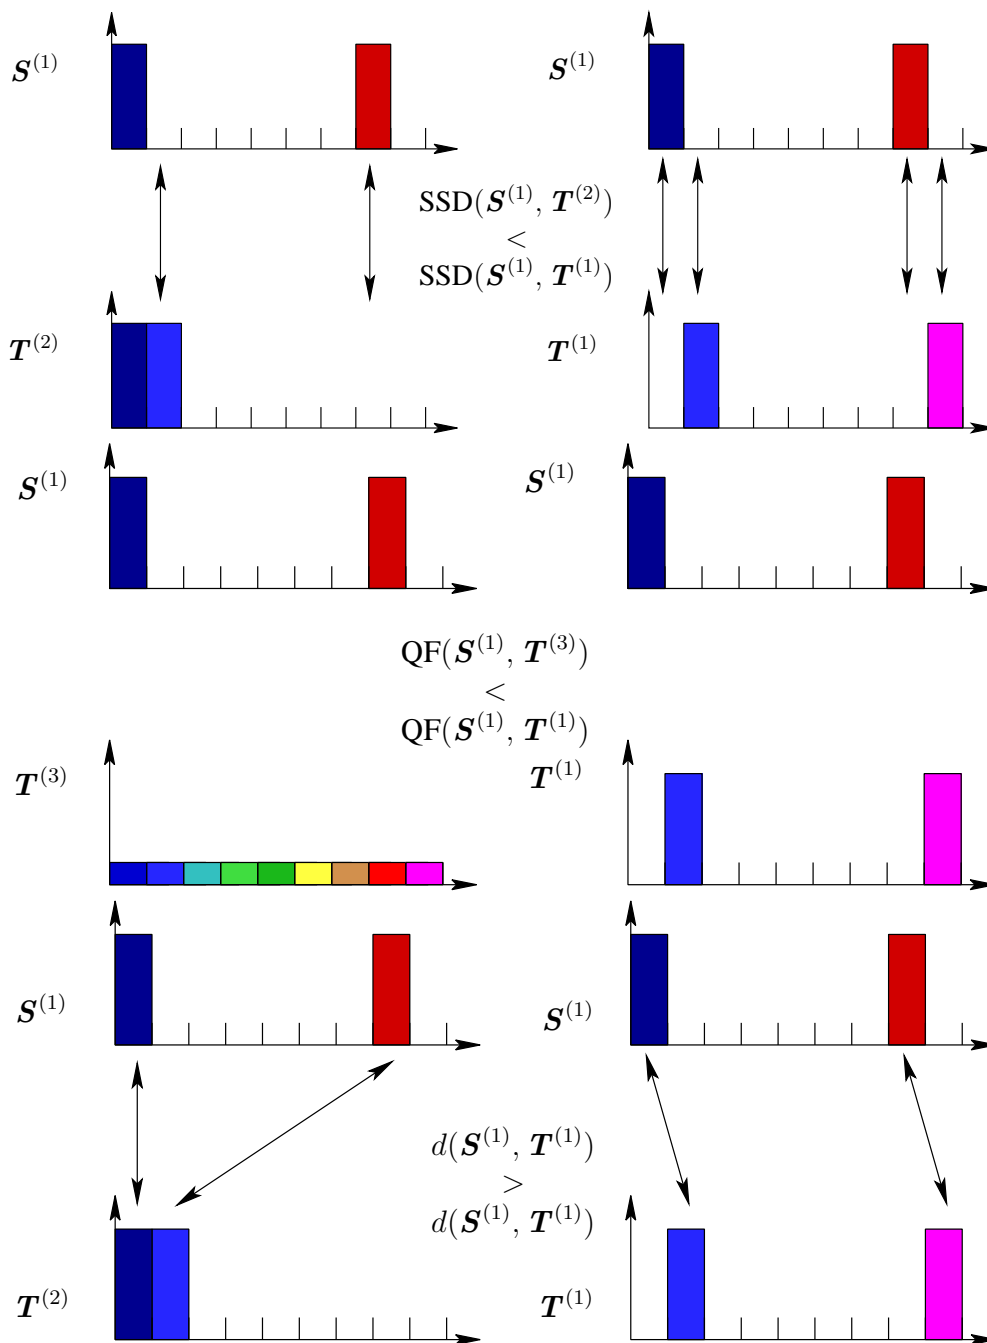 S^(1)
S^(1)
SSD(S^(1), T^(2))
<
SSD(S^(1), T^(1))
T^(2)
T^(1)
S^(1)
S^(1)
QF(S^(1), T^(3))
<
QF(S^(1), T^(1))
T^(3)
T^(1)
S^(1)
S^(1)
d(S^(1), T^(1))
>
d(S^(1), T^(1))
T^(2)
T^(1)